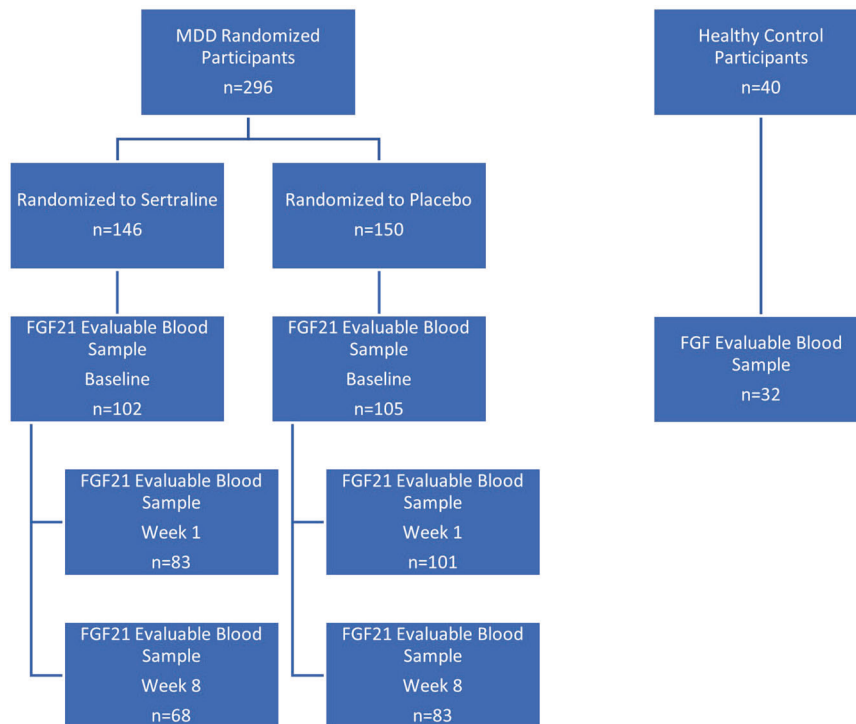 MDD Randomized
Participants
n=296
Healthy Control
Participants
n=40
Randomized to Sertraline
n=146
Randomized to Placebo
n=150
FGF21 Evaluable Blood
Sample
Baseline
n=102
FGF21 Evaluable Blood
Sample
Baseline
n=105
FGF Evaluable Blood
Sample
n=32
FGF21 Evaluable Blood
Sample
Week 1
n=83
FGF21 Evaluable Blood
Sample
Week 1
n=101
FGF21 Evaluable Blood
Sample
Week 8
n=68
FGF21 Evaluable Blood
Sample
Week 8
n=83